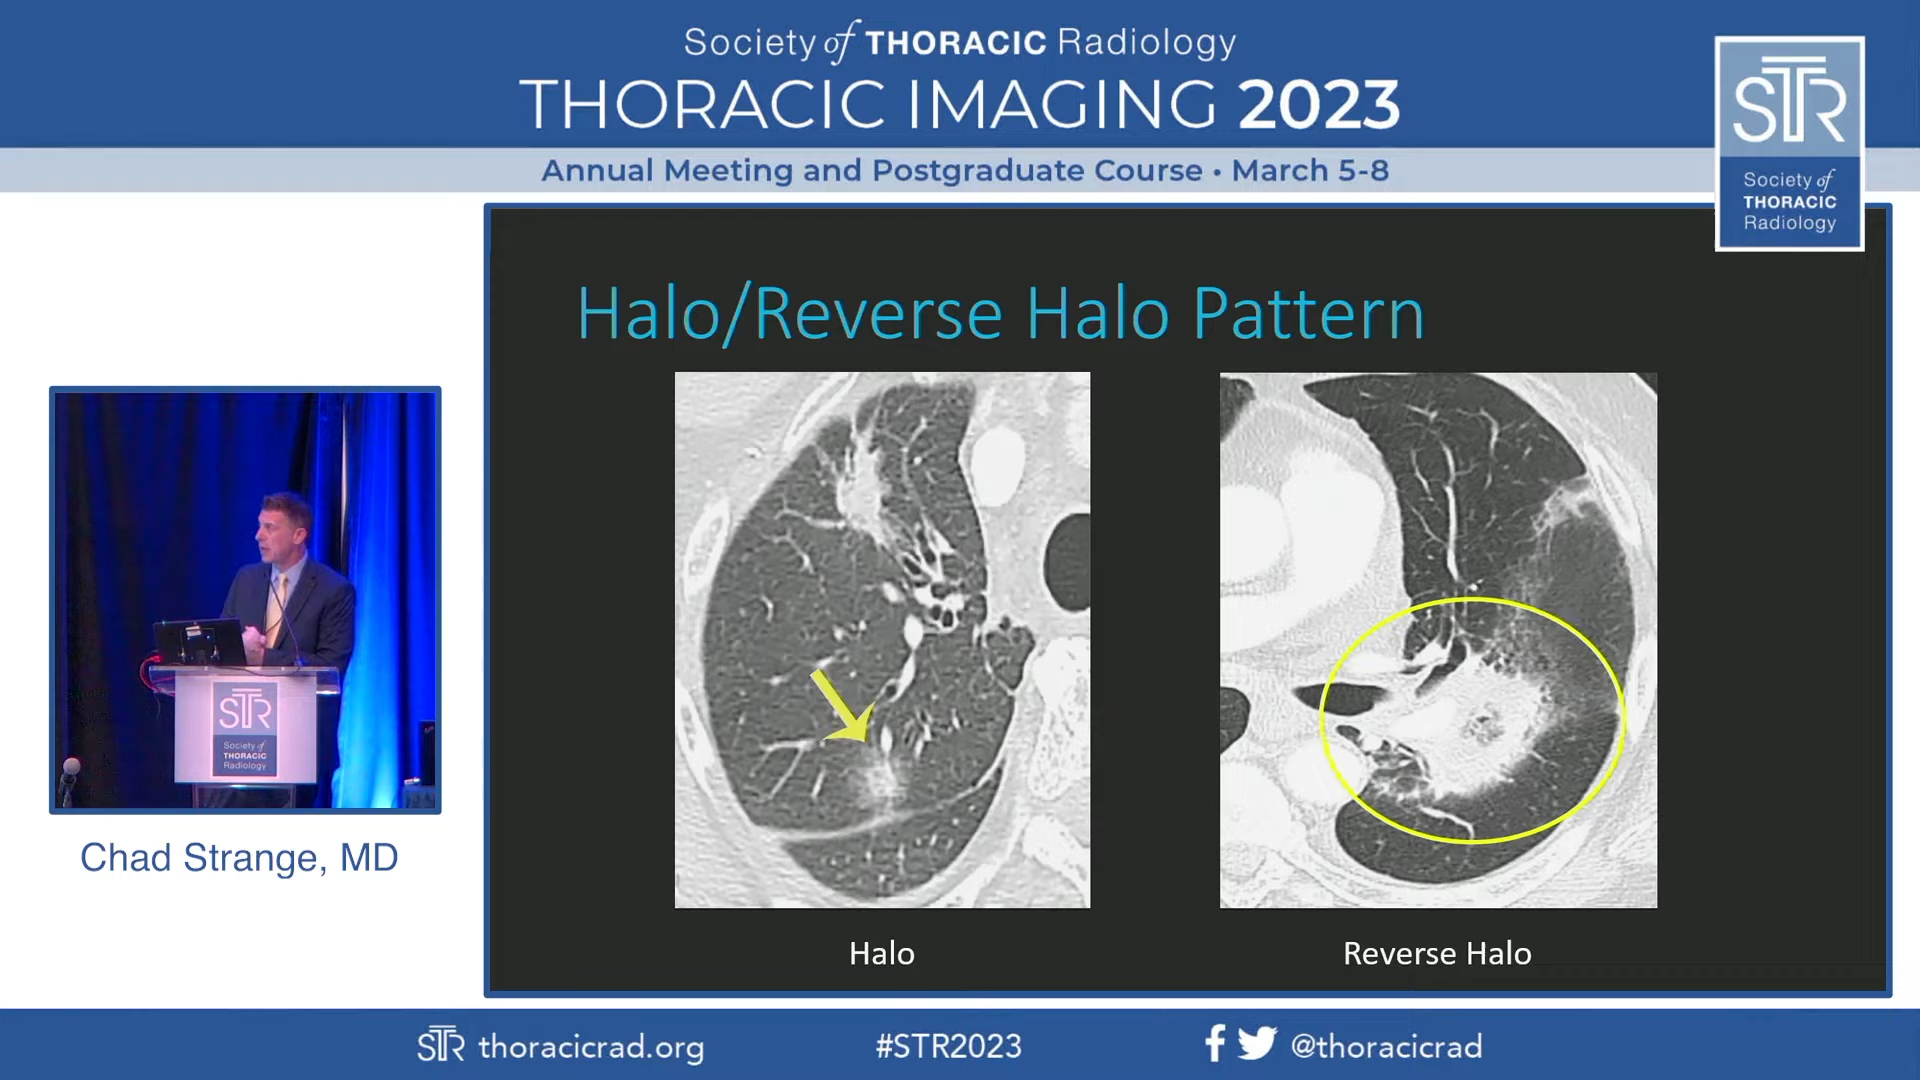 Society of THORACIC Radiology
THORACIC IMAGING 2023
Annual Meeting and Postgraduate Course • March 5-8
STR
Society of
THORACIC
Radiology
Halo/Reverse Halo Pattern
Halo
Reverse Halo
STR
Society of
THORACIC
Radiology
Chad Strange, MD
STR thoracicrad.org
#STR2023
@thoracicrad